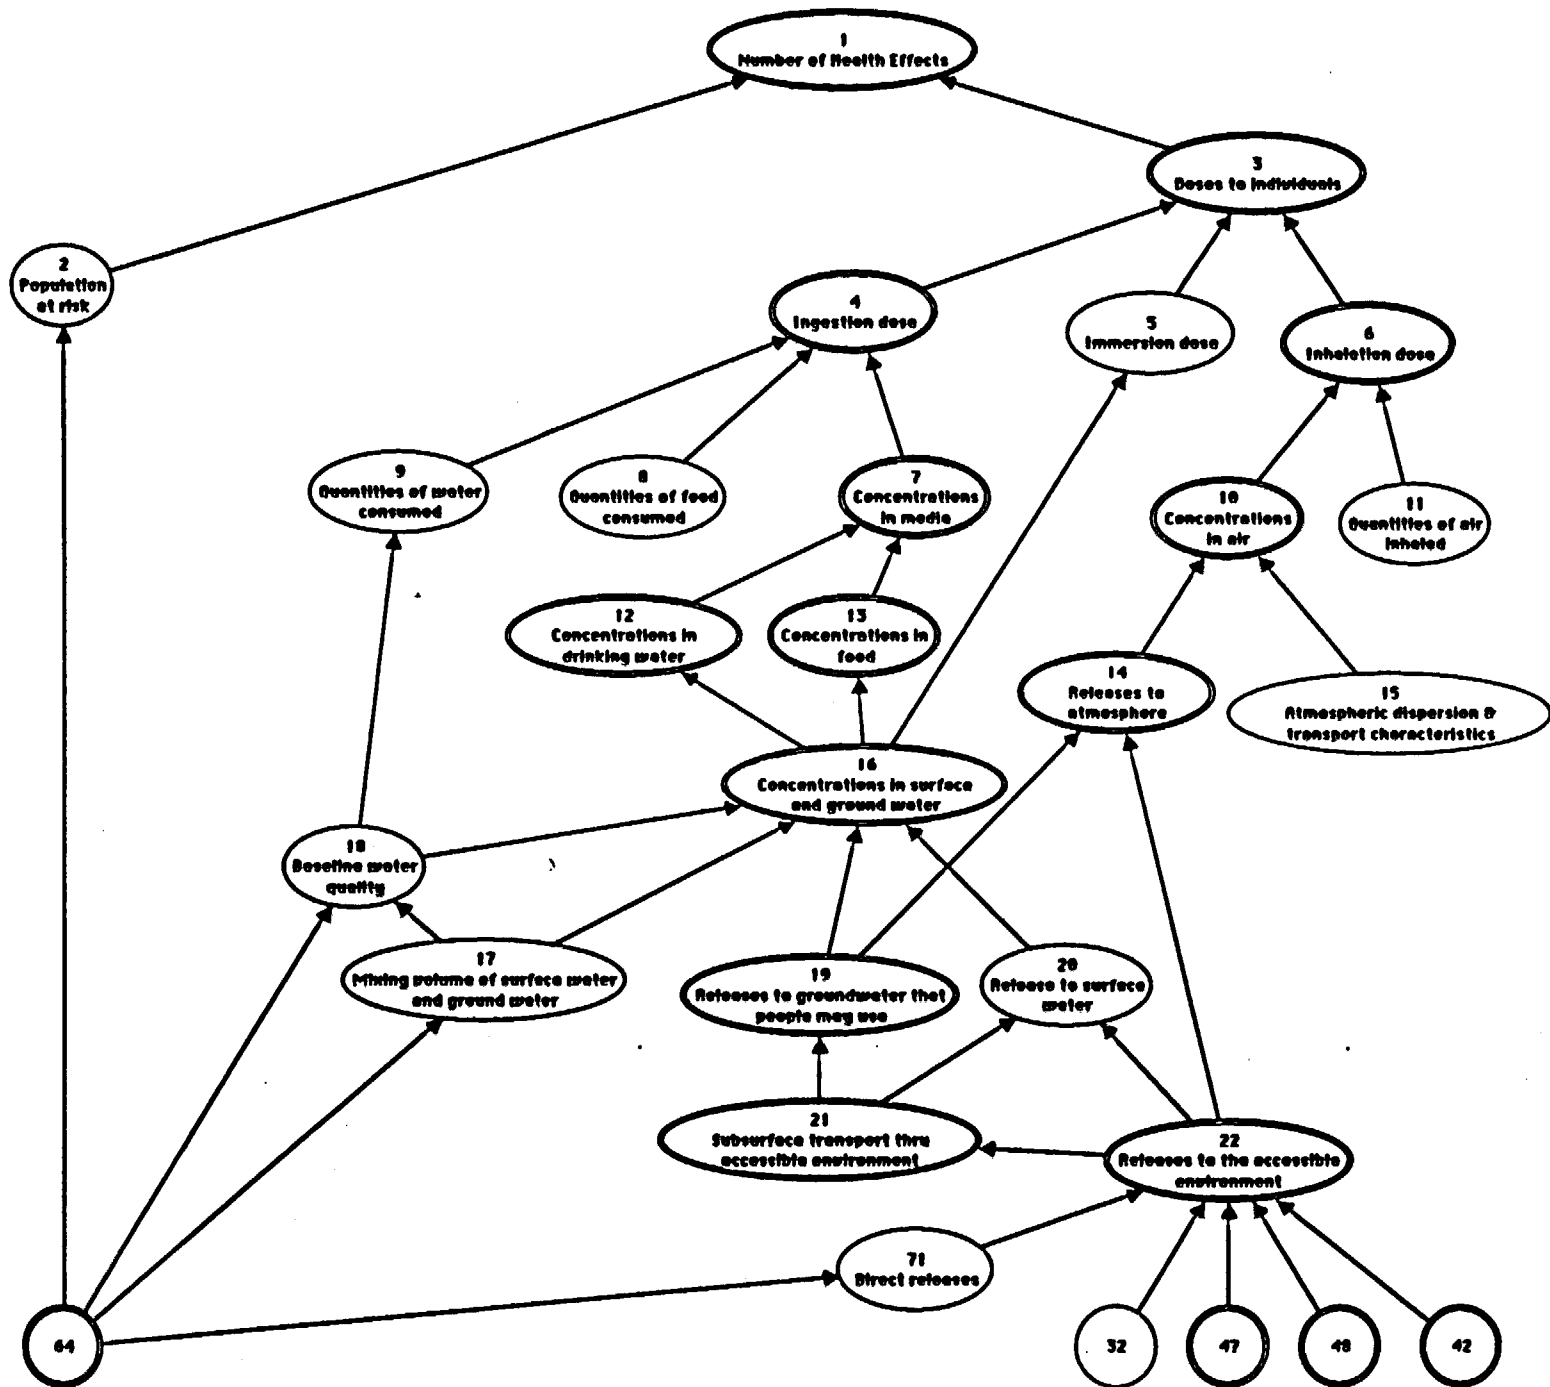 1
Number of Health Effects
3
Doses to individuals
2
Population
at risk
4
Ingestion dose
5
Immersion dose
6
Inhalation dose
9
Quantities of water
consumed
8
Quantities of food
consumed
7
Concentrations
in media
10
Concentrations
in air
11
Quantities of air
inhaled
12
Concentrations in
drinking water
13
Concentrations in
food
14
Releases to
atmosphere
15
Atmospheric dispersion &
transport characteristics
16
Concentrations in surface
and ground water
18
Baseline water
quality
17
Mixing volume of surface water
and ground water
19
Releases to groundwater that
people may use
20
Release to surface
water
21
Subsurface transport thru
accessible environment
22
Releases to the accessible
environment
71
Direct releases
64
32
47
48
42